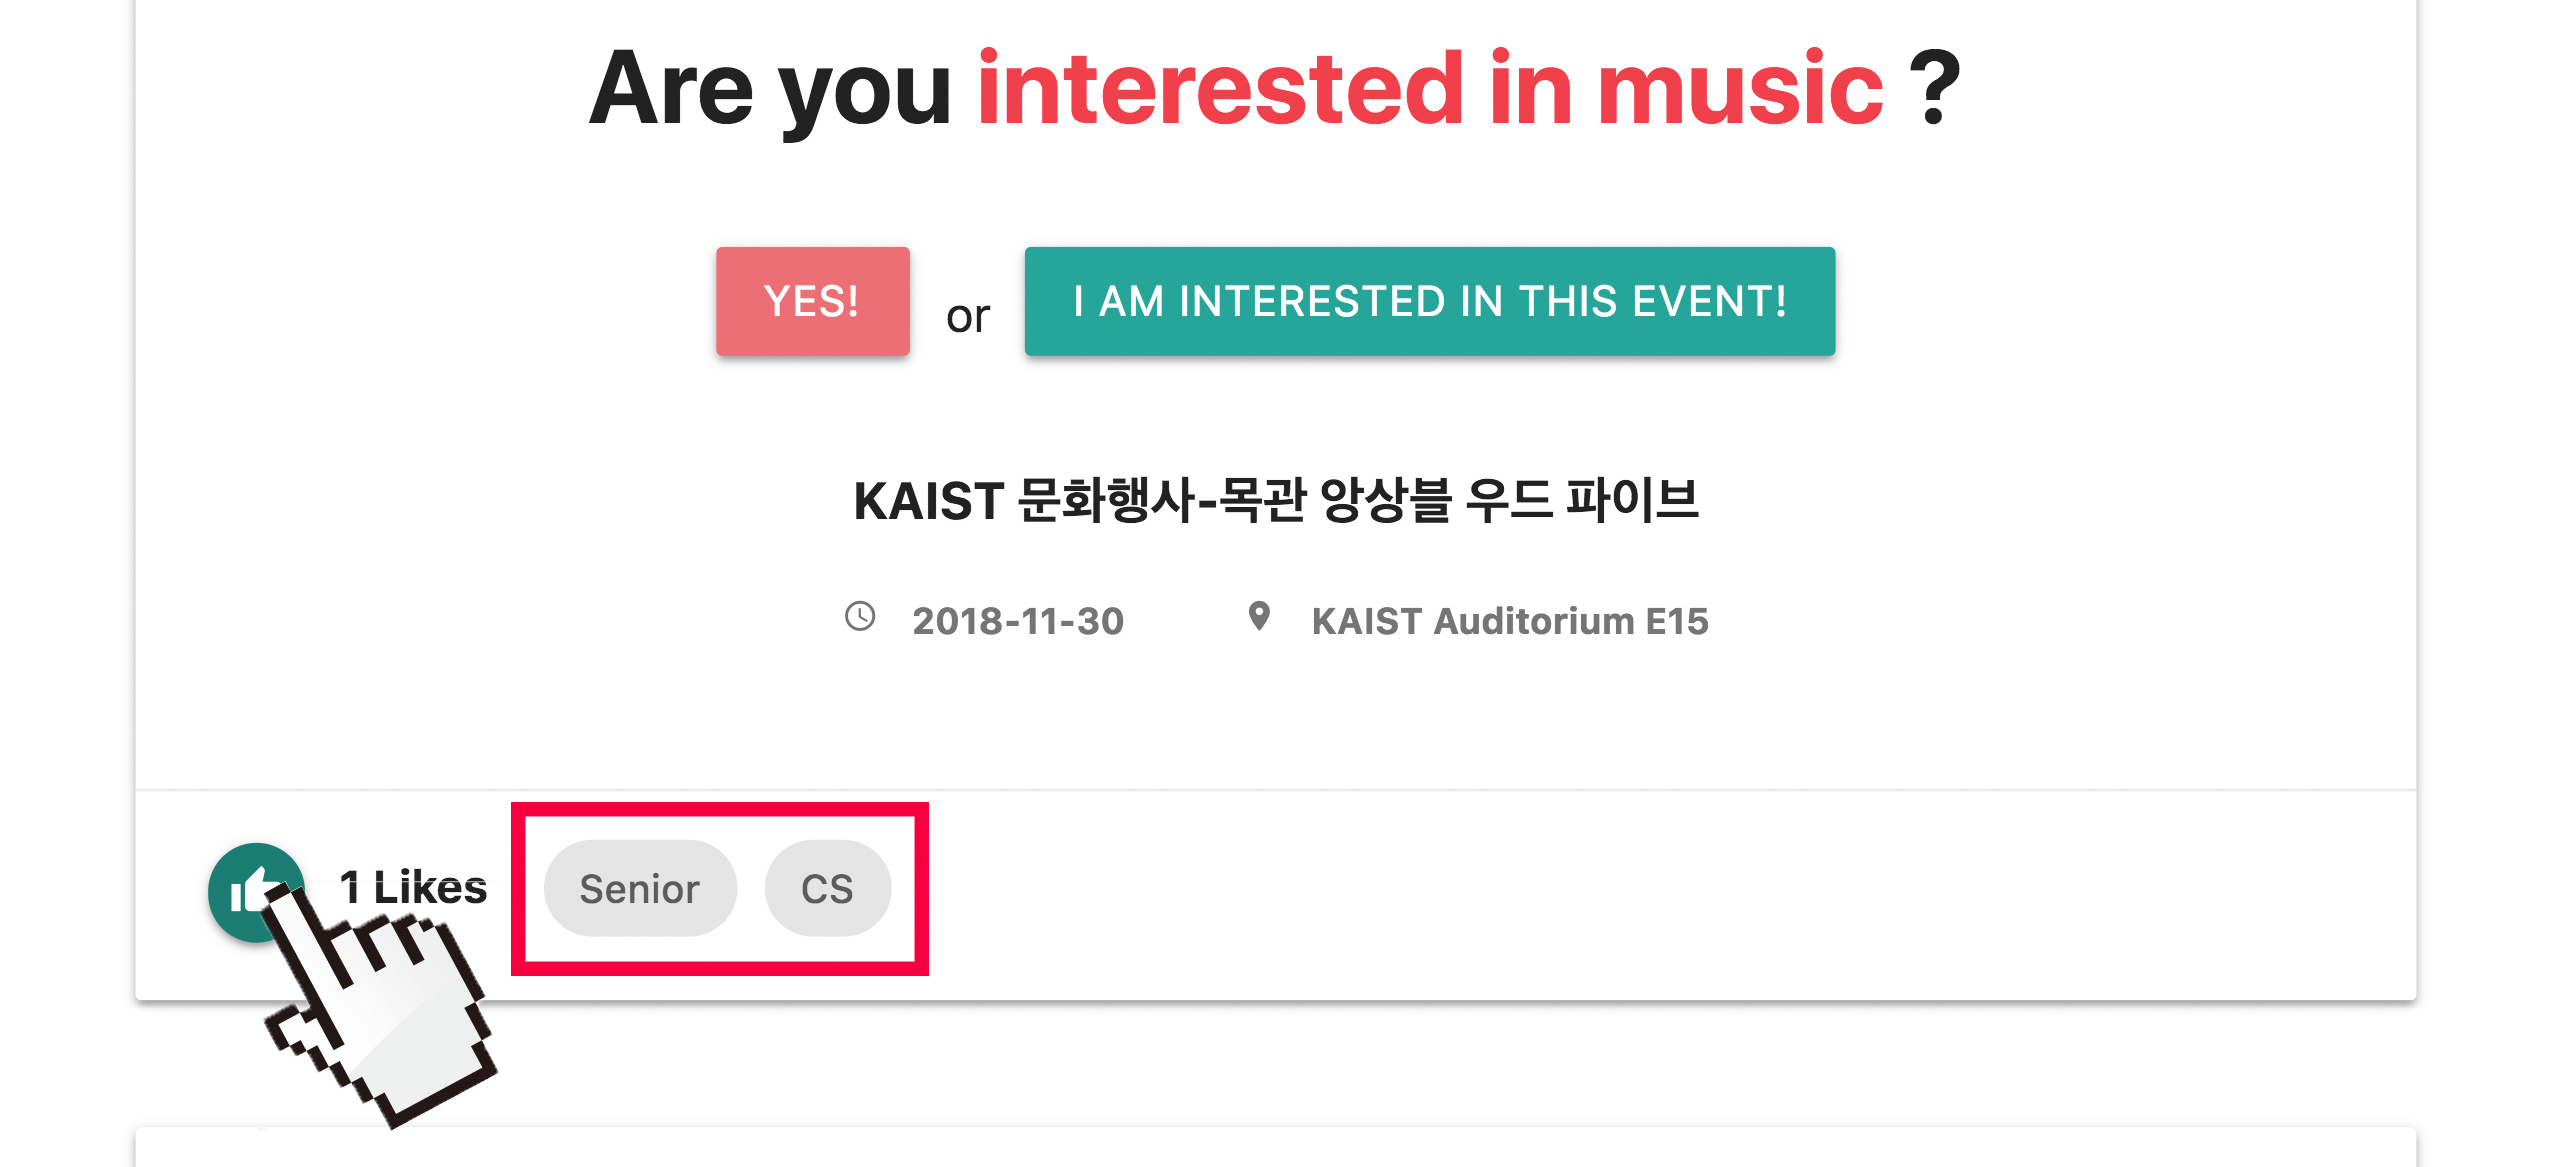 Are you interested in music ?
YES! or I AM INTERESTED IN THIS EVENT!
KAIST 문화행사-목관 앙상블 우드 파이브
2018-11-30 KAIST Auditorium E15
1 Likes Senior CS